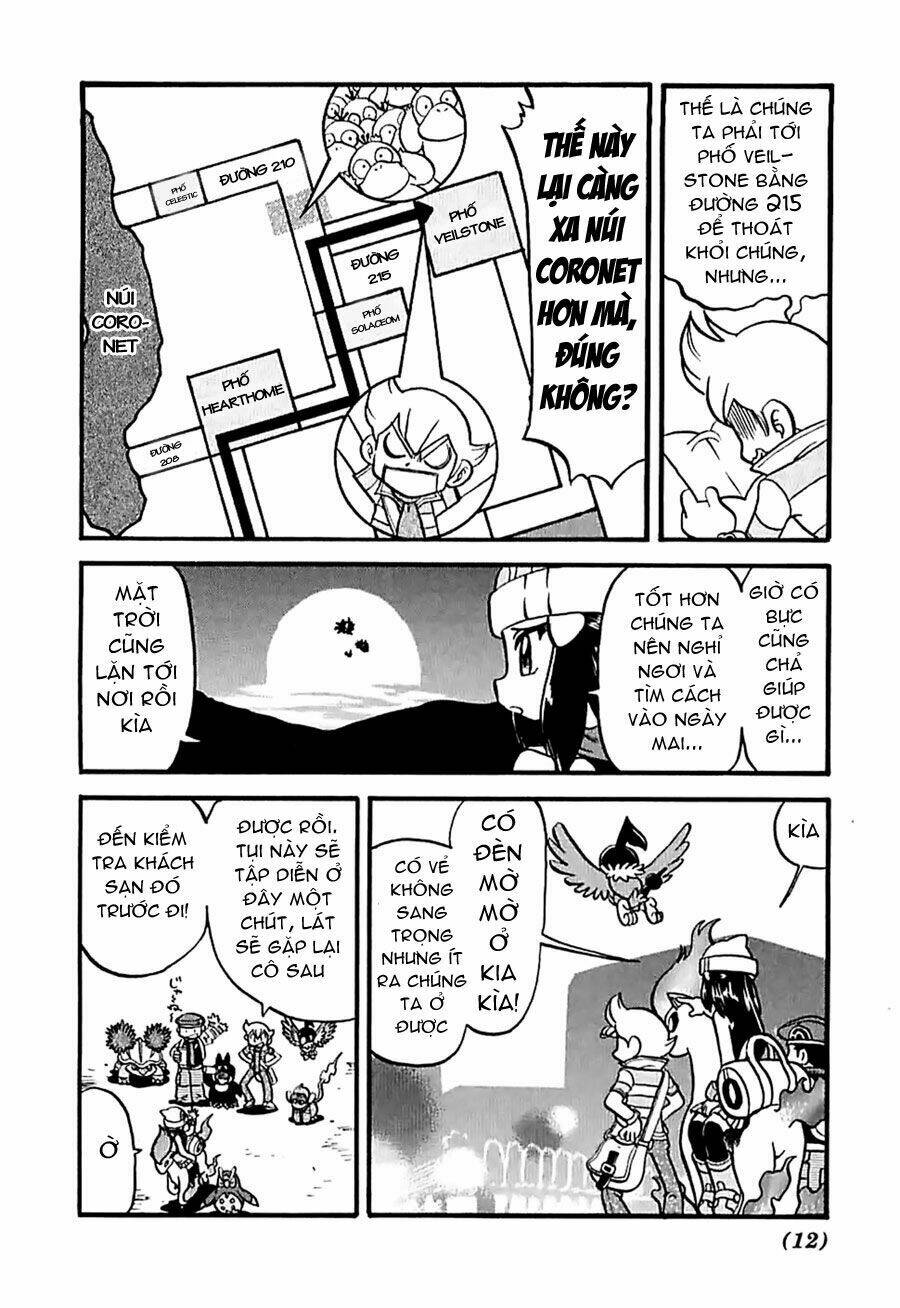 THẾ LÀ CHÚNG
TA PHẢI TỚI
PHỐ VEIL-
STONE BẰNG
ĐƯỜNG 215
ĐỂ THOÁT
KHỎI CHÚNG,
NHƯNG...
THẾ NÀY
LẠI CÀNG
XA NÚI
CORONET
HƠN MÀ,
ĐÚNG
KHÔNG?
PHỐ
CELESTIC
ĐƯỜNG 210
PHỐ
VEILSTONE
ĐƯỜNG
215
PHỐ
SOLACEOM
NÚI
CORO-
NET
PHỐ
HEARTHOME
ĐƯỜNG
208
GIỜ CÓ
BỰC
CŨNG
CHẢ
GIÚP
ĐƯỢC
GÌ...
TỐT HƠN
CHÚNG TA
NÊN NGHỈ
NGƠI VÀ
TÌM CÁCH
VÀO NGÀY
MAI...
MẶT
TRỜI
CŨNG
LẶN TỚI
NƠI RỒI
KÌA
KÌA
CÓ
ĐÈN
MỜ
MỜ
Ở
KIA
KÌA!
CÓ VẺ
KHÔNG
SANG
TRỌNG
NHƯNG ÍT
RA CHÚNG
TA Ở
ĐƯỢC
ĐƯỢC RỒI.
TỤI NÀY SẼ
TẬP DIỄN Ở
ĐÂY MỘT
CHÚT, LÁT
SẼ GẶP LẠI
CÔ SAU
ĐẾN KIỂM
TRA KHÁCH
SẠN ĐÓ
TRƯỚC ĐI!
Ờ
(12)